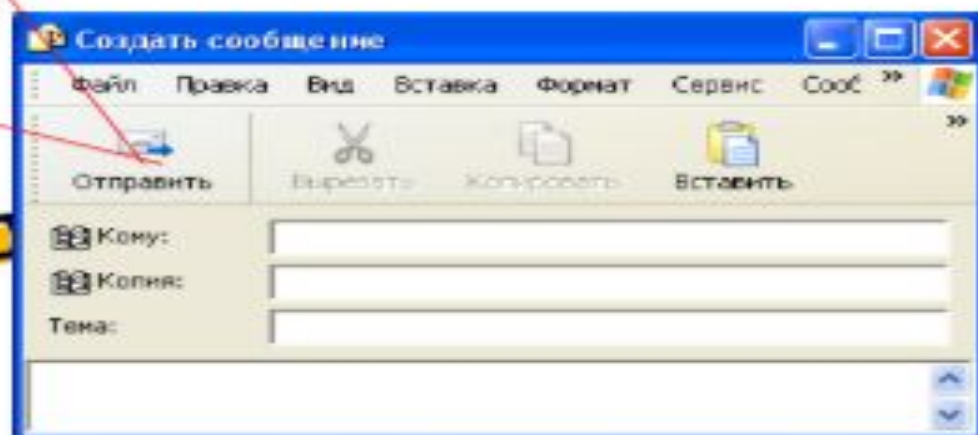 Создать сообщение
Файл Правка Вид Вставка Формат Сервис Сооб »
Отправить Вырезать Копировать Вставить »
Кому:
Копия:
Тема: